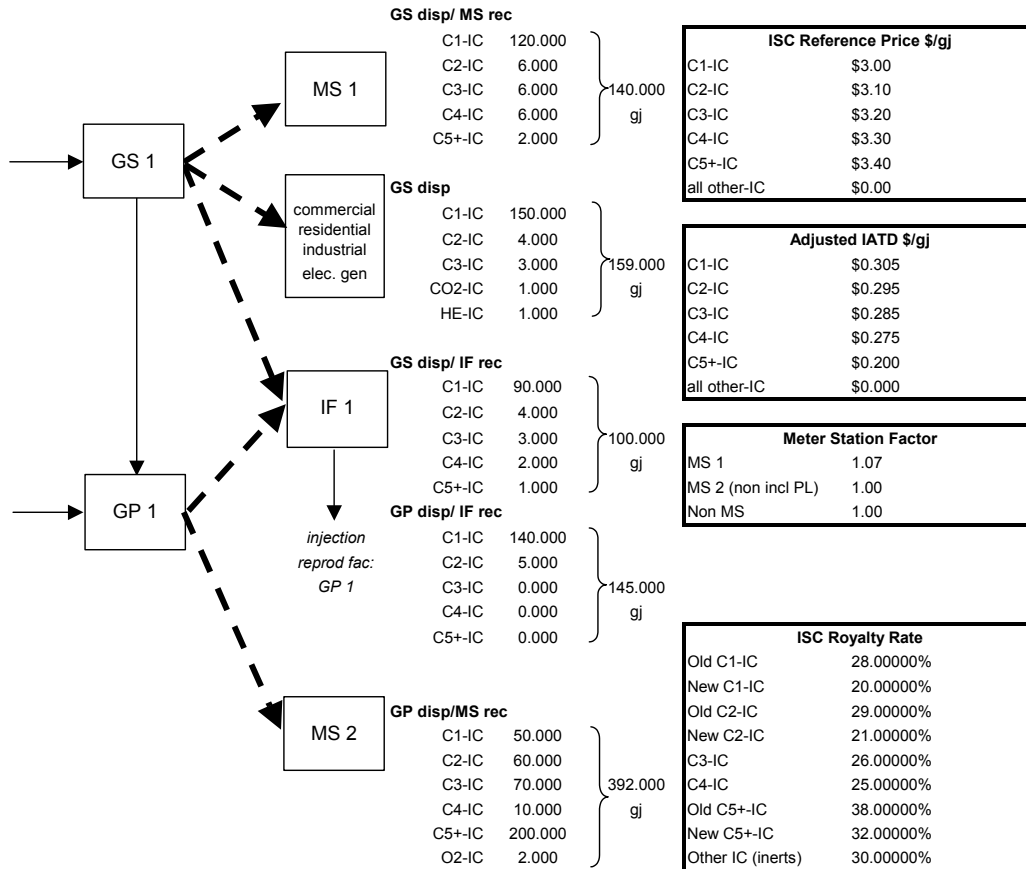 GS disp/ MS rec
C1-IC 120.000
C2-IC 6.000
C3-IC 6.000
C4-IC 6.000
C5+-IC 2.000
140.000
gj
MS 1
GS 1
GS disp
C1-IC 150.000
C2-IC 4.000
C3-IC 3.000
CO2-IC 1.000
HE-IC 1.000
159.000
gj
commercial
residential
industrial
elec. gen
GS disp/ IF rec
C1-IC 90.000
C2-IC 4.000
C3-IC 3.000
C4-IC 2.000
C5+-IC 1.000
100.000
gj
IF 1
GP 1
injection
reprod fac:
GP 1
GP disp/ IF rec
C1-IC 140.000
C2-IC 5.000
C3-IC 0.000
C4-IC 0.000
C5+-IC 0.000
145.000
gj
MS 2
GP disp/MS rec
C1-IC 50.000
C2-IC 60.000
C3-IC 70.000
C4-IC 10.000
C5+-IC 200.000
O2-IC 2.000
392.000
gj
ISC Reference Price $/gj
C1-IC $3.00
C2-IC $3.10
C3-IC $3.20
C4-IC $3.30
C5+-IC $3.40
all other-IC $0.00
Adjusted IATD $/gj
C1-IC $0.305
C2-IC $0.295
C3-IC $0.285
C4-IC $0.275
C5+-IC $0.200
all other-IC $0.000
Meter Station Factor
MS 1 1.07
MS 2 (non incl PL) 1.00
Non MS 1.00
ISC Royalty Rate
Old C1-IC 28.00000%
New C1-IC 20.00000%
Old C2-IC 29.00000%
New C2-IC 21.00000%
C3-IC 26.00000%
C4-IC 25.00000%
Old C5+-IC 38.00000%
New C5+-IC 32.00000%
Other IC (inerts) 30.00000%